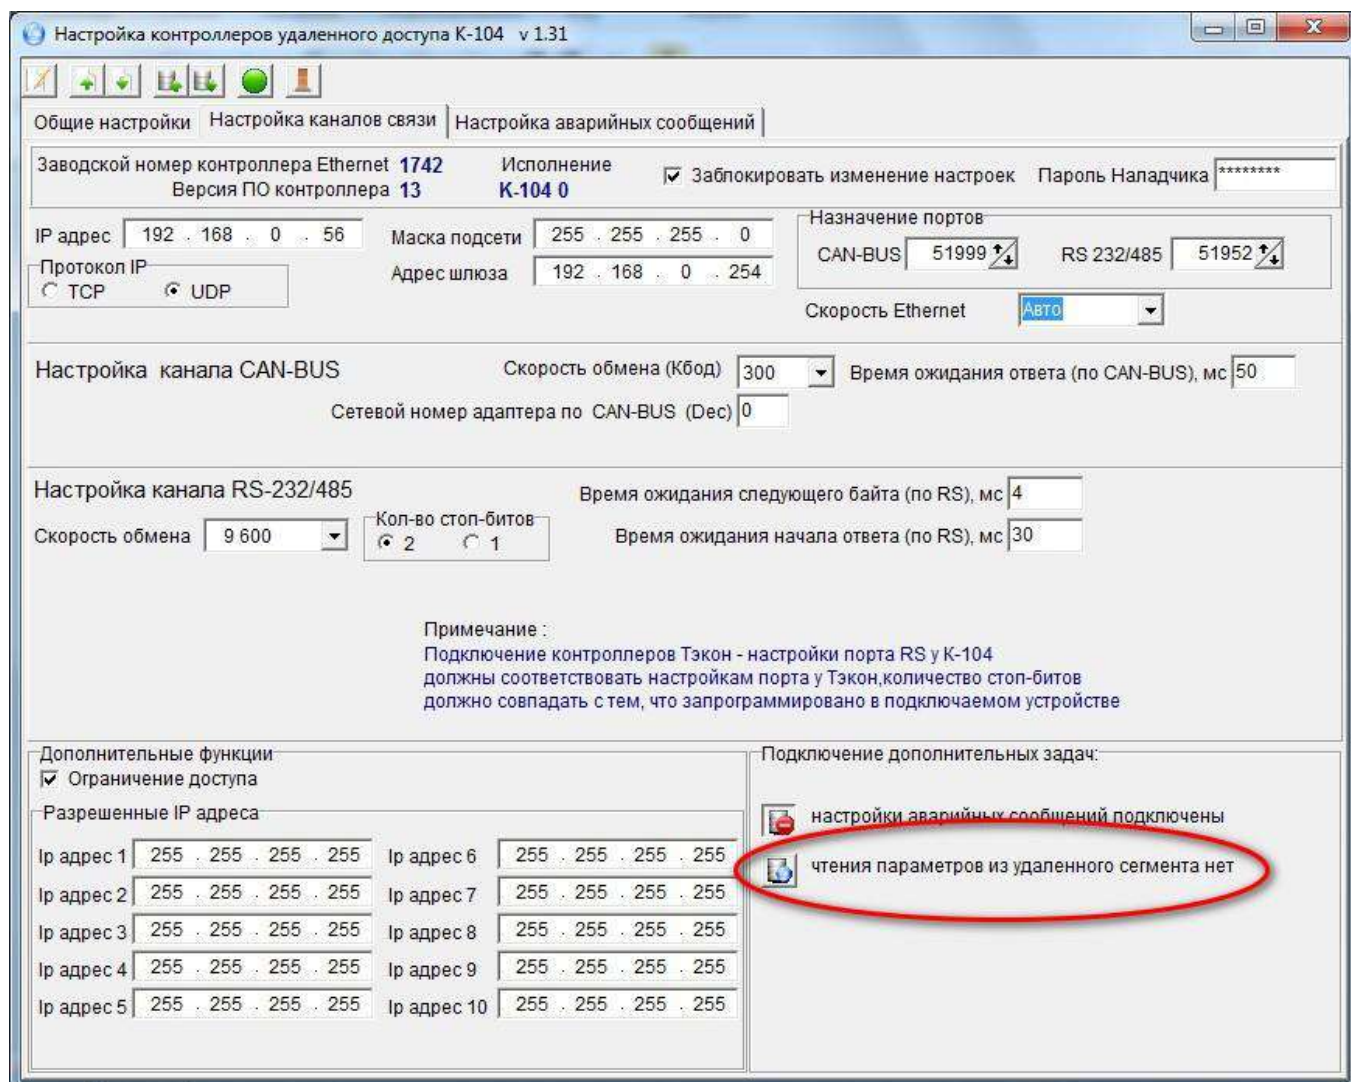 Настройка контроллеров удаленного доступа К-104 v 1.31
Общие настройки Настройка каналов связи Настройка аварийных сообщений
Заводской номер контроллера Ethernet 1742 Исполнение
Заблокировать изменение настроек Пароль Наладчика ********
Версия ПО контроллера 13 К-104 0
IP адрес 192 . 168 . 0 . 56 Маска подсети 255 . 255 . 255 . 0
Назначение портов
CAN-BUS 51999 RS 232/485 51952
Протокол IP
TCP UDP
Адрес шлюза 192 . 168 . 0 . 254
Скорость Ethernet Авто
Настройка канала CAN-BUS Скорость обмена (Кбод) 300 Время ожидания ответа (по CAN-BUS), мс 50
Сетевой номер адаптера по CAN-BUS (Dec) 0
Настройка канала RS-232/485 Время ожидания следующего байта (по RS), мс 4
Скорость обмена 9 600 Кол-во стоп-битов
2 1 Время ожидания начала ответа (по RS), мс 30
Примечание :
Подключение контроллеров Тэкон - настройки порта RS у К-104
должны соответствовать настройкам порта у Тэкон,количество стоп-битов
должно совпадать с тем, что запрограммировано в подключаемом устройстве
Дополнительные функции
Ограничение доступа
Разрешенные IP адреса
Ip адрес 1 255 . 255 . 255 . 255 Ip адрес 6 255 . 255 . 255 . 255
Ip адрес 2 255 . 255 . 255 . 255 Ip адрес 7 255 . 255 . 255 . 255
Ip адрес 3 255 . 255 . 255 . 255 Ip адрес 8 255 . 255 . 255 . 255
Ip адрес 4 255 . 255 . 255 . 255 Ip адрес 9 255 . 255 . 255 . 255
Ip адрес 5 255 . 255 . 255 . 255 Ip адрес 10 255 . 255 . 255 . 255
Подключение дополнительных задач:
настройки аварийных сообщений подключены
чтения параметров из удаленного сегмента нет